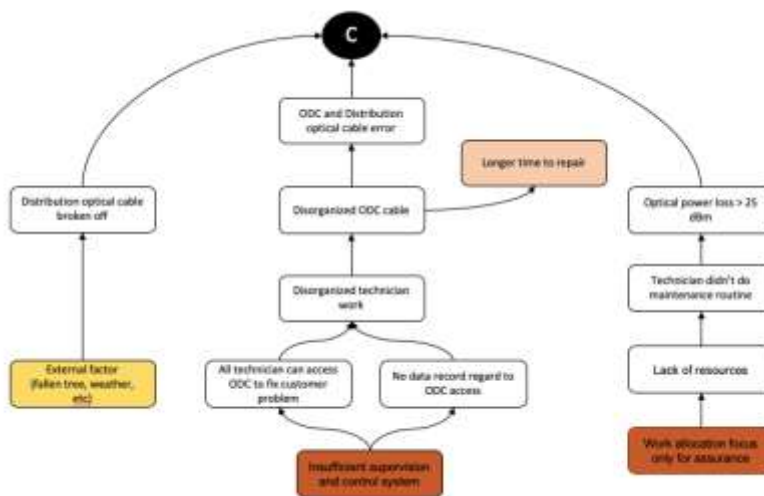 C
ODC and Distribution
optical cable error
Longer time to repair
Distribution optical cable
broken off
Disorganized ODC cable
Optical power loss > 25
dBm
Disorganized technician
work
Technician didn't do
maintenance routine
External factor
(fallen tree, weather,
etc)
All technician can access
ODC to fix customer
problem
No data record regard to
ODC access
Lack of resources
Insufficient supervision
and control system
Work allocation focus
only for assurance